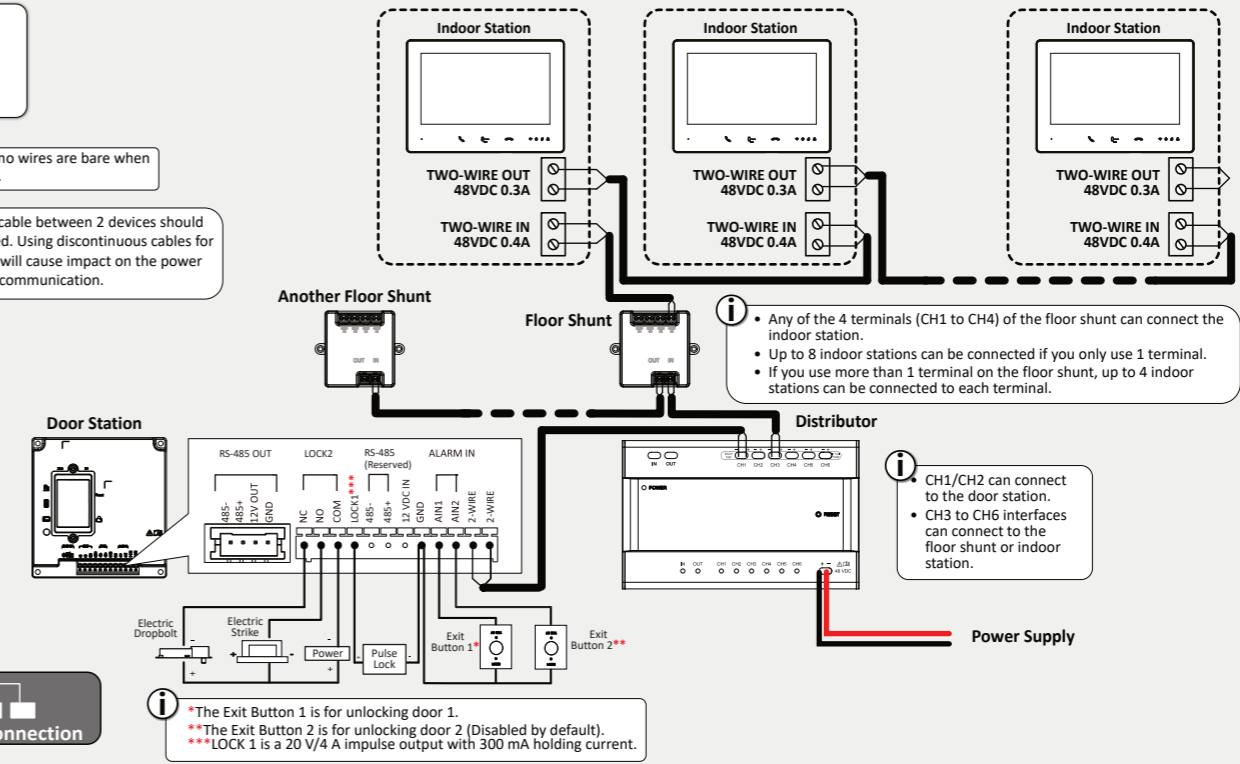 Indoor Station
Indoor Station
Indoor Station
TWO-WIRE OUT
48VDC 0.3A
TWO-WIRE IN
48VDC 0.4A
TWO-WIRE OUT
48VDC 0.3A
TWO-WIRE IN
48VDC 0.4A
TWO-WIRE OUT
48VDC 0.3A
TWO-WIRE IN
48VDC 0.4A
no wires are bare when
cable between 2 devices should
ed. Using discontinuous cables for
will cause impact on the power
communication.
Another Floor Shunt
OUT IN
Floor Shunt
OUT IN
i
• Any of the 4 terminals (CH1 to CH4) of the floor shunt can connect the
indoor station.
• Up to 8 indoor stations can be connected if you only use 1 terminal.
• If you use more than 1 terminal on the floor shunt, up to 4 indoor
stations can be connected to each terminal.
Door Station
RS-485 OUT
LOCK2
RS-485
(Reserved)
ALARM IN
485-
485+
12V OUT
GND
NC
NO
COM
LOCK1***
485-
485+
12 VDC IN
GND
AIN1
AIN2
2-WIRE
2-WIRE
Distributor
IN OUT
CH1 CH2 CH3 CH4 CH5 CH6
POWER
RESET
IN OUT CH1 CH2 CH3 CH4 CH5 CH6
+ -
48 VDC
i
• CH1/CH2 can connect
to the door station.
• CH3 to CH6 interfaces
can connect to the
floor shunt or indoor
station.
Power Supply
Electric
Dropbolt
-
+
Electric
Strike
+
-
-
Power
+
-
Pulse
Lock
-
Exit
Button 1*
Exit
Button 2**
onnection
i
*The Exit Button 1 is for unlocking door 1.
**The Exit Button 2 is for unlocking door 2 (Disabled by default).
***LOCK 1 is a 20 V/4 A impulse output with 300 mA holding current.